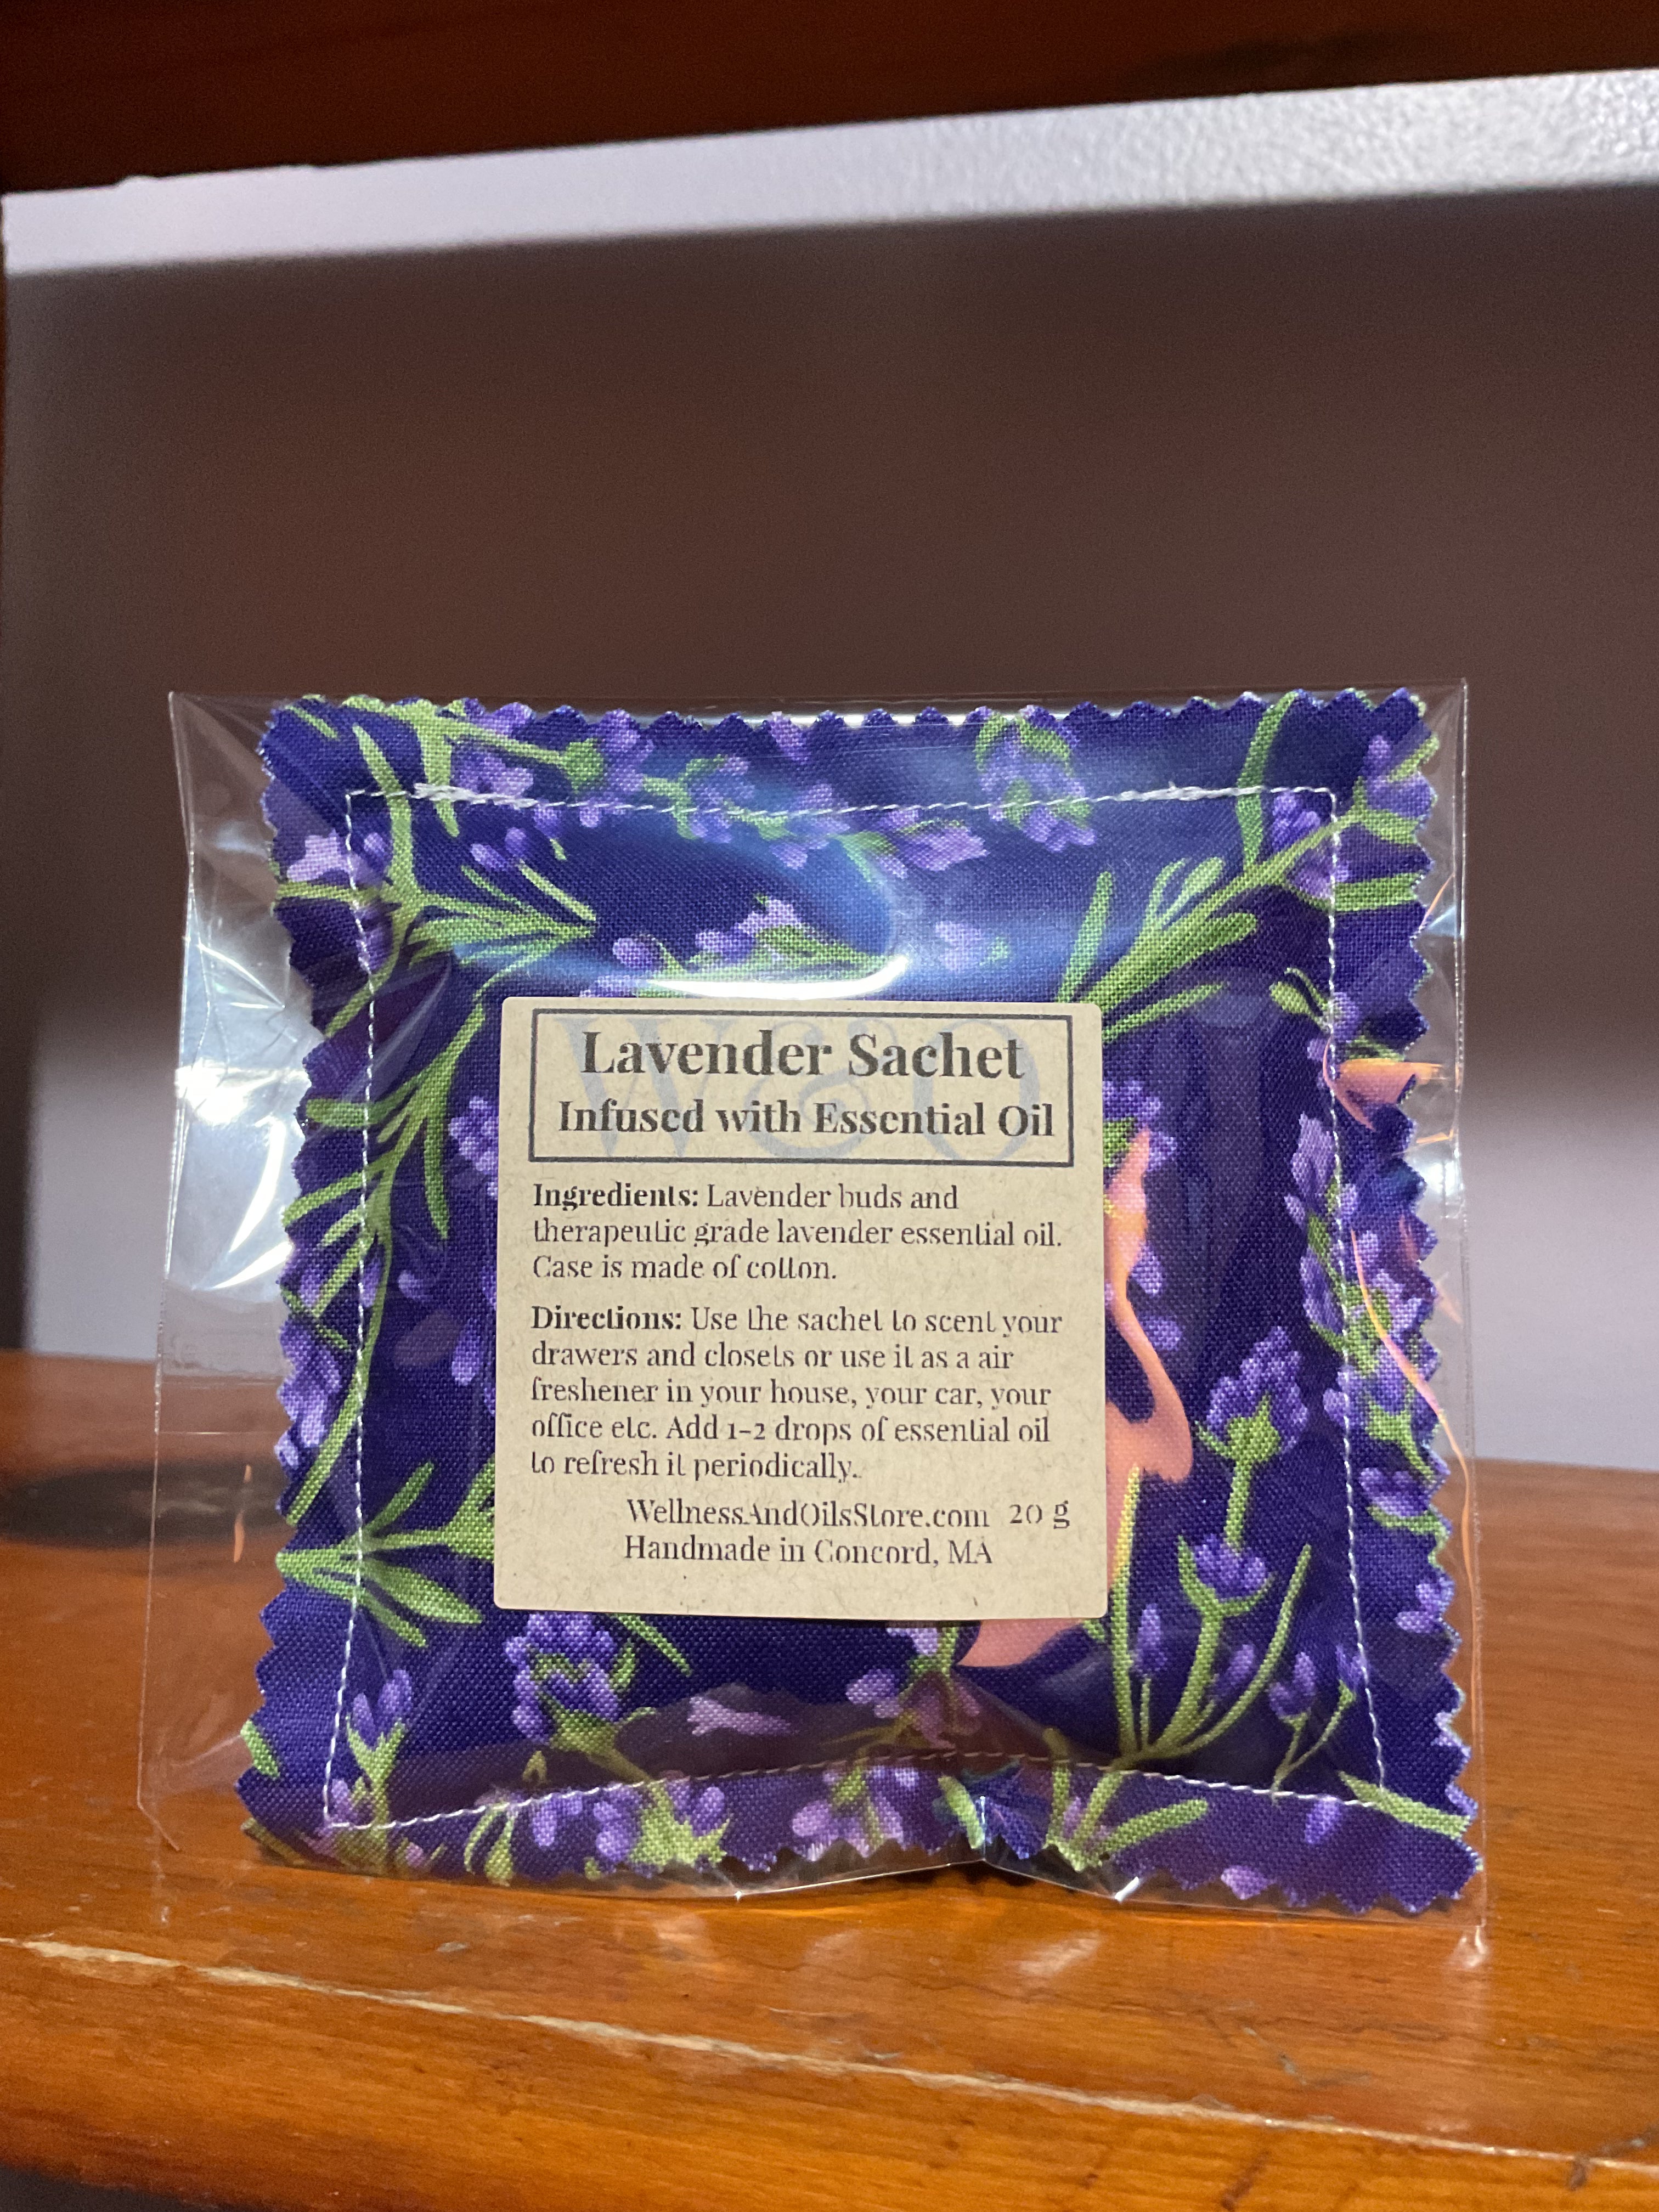 W&O
Lavender Sachet
Infused with Essential Oil
Ingredients: Lavender buds and
therapeutic grade lavender essential oil.
Case is made of cotton.
Directions: Use the sachet to scent your
drawers and closets or use it as a air
freshener in your house, your car, your
office etc. Add 1-2 drops of essential oil
to refresh it periodically.
WellnessAndOilsStore.com 20 g
Handmade in Concord, MA